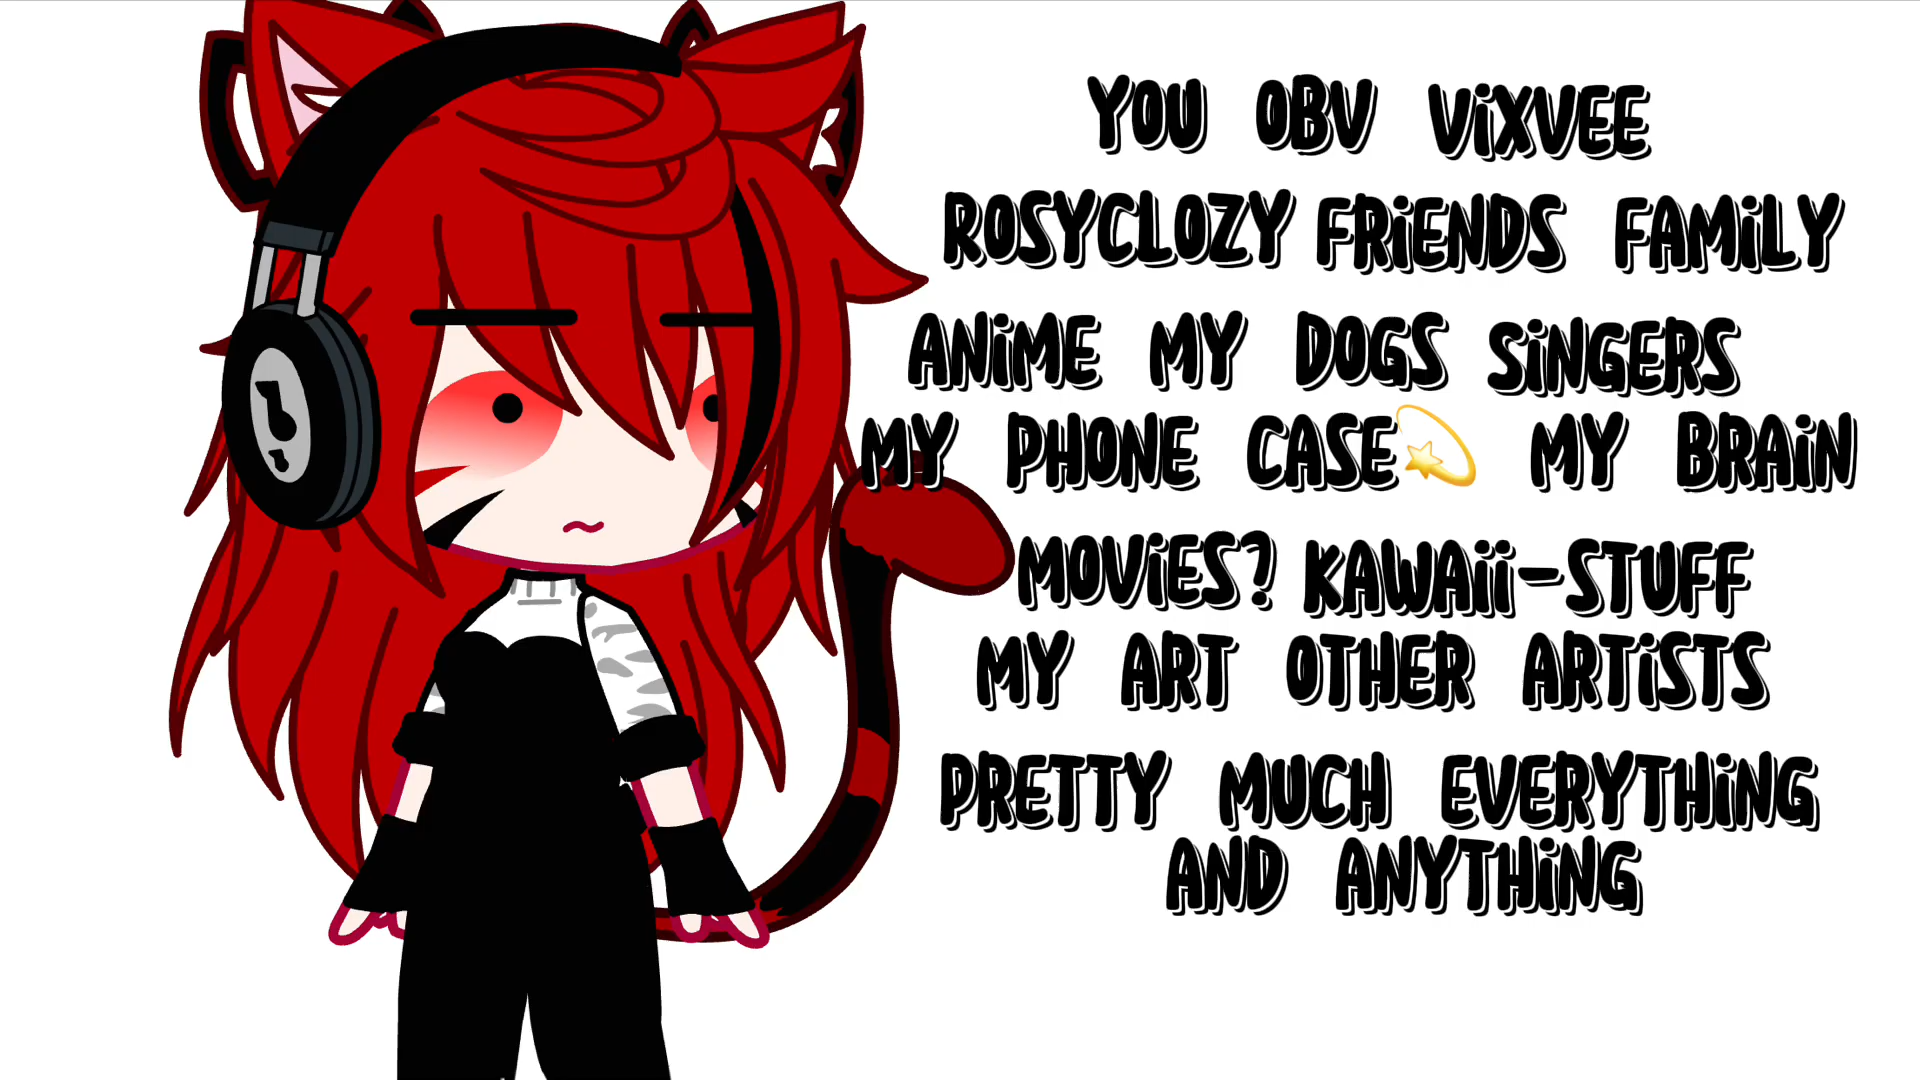 YOU OBV ViXVEE
ROSYCLOZY FRiENDS FAMiLY
ANiME MY DOGS SiNGERS
MY PHONE CASE💫 MY BRAiN
MOViES? KAWAii-STUFF
MY ART OTHER ARTiSTS
PRETTY MUCH EVERYTHiNG
AND ANYTHiNG